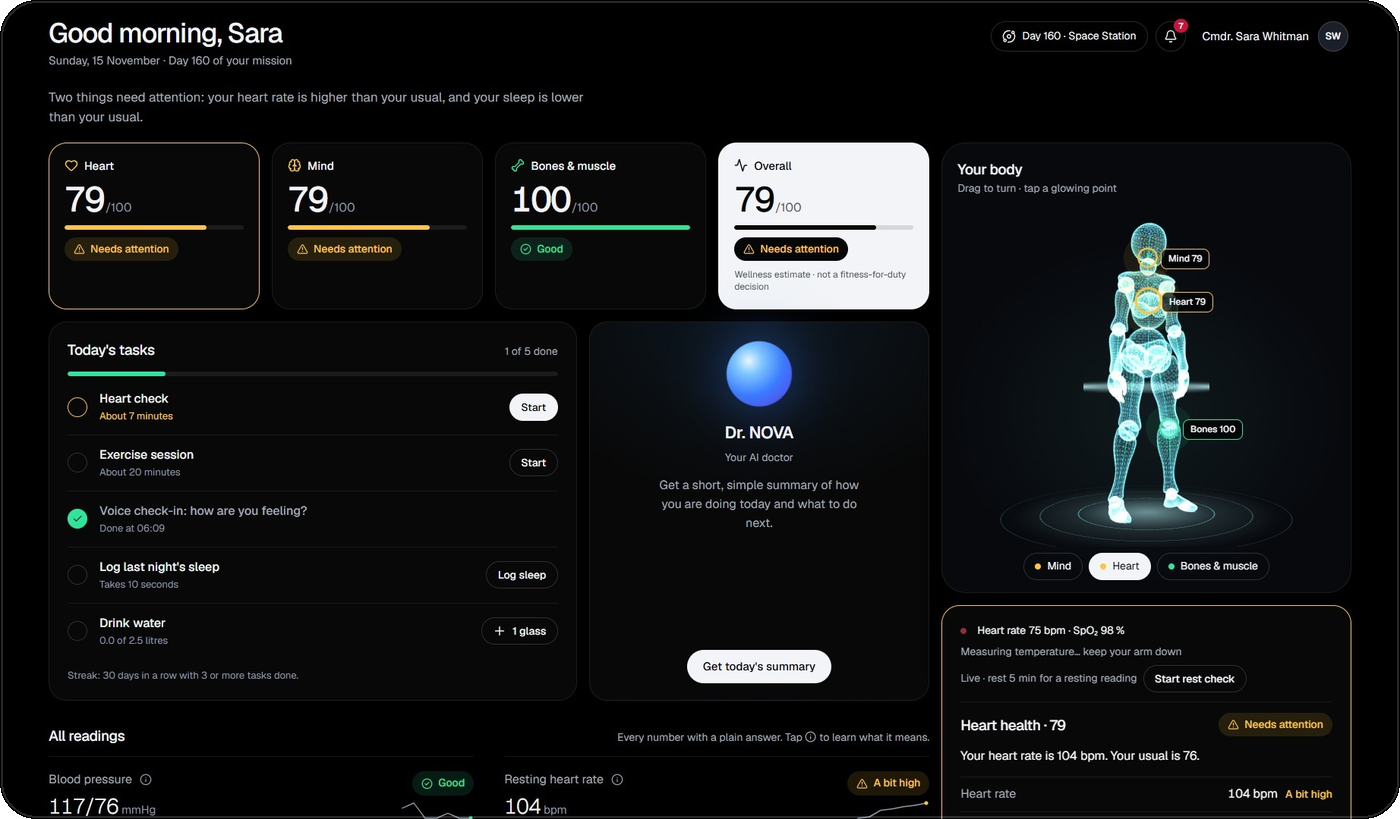 Good morning, Sara
Sunday, 15 November · Day 160 of your mission
Day 160 · Space Station
7
Cmdr. Sara Whitman
SW
Two things need attention: your heart rate is higher than your usual, and your sleep is lower
than your usual.
Heart
79/100
Needs attention
Mind
79/100
Needs attention
Bones & muscle
100/100
Good
Overall
79/100
Needs attention
Wellness estimate · not a fitness-for-duty
decision
Your body
Drag to turn · tap a glowing point
Mind 79
Heart 79
Bones 100
Mind
Heart
Bones & muscle
Today's tasks
1 of 5 done
Heart check
About 7 minutes
Start
Exercise session
About 20 minutes
Start
Voice check-in: how are you feeling?
Done at 06:09
Log last night's sleep
Takes 10 seconds
Log sleep
Drink water
0.0 of 2.5 litres
+ 1 glass
Streak: 30 days in a row with 3 or more tasks done.
Dr. NOVA
Your AI doctor
Get a short, simple summary of how
you are doing today and what to do
next.
Get today's summary
Heart rate 75 bpm · SpO₂ 98 %
Measuring temperature… keep your arm down
Live · rest 5 min for a resting reading
Start rest check
Heart health · 79
Needs attention
Your heart rate is 104 bpm. Your usual is 76.
Heart rate
104 bpm
A bit high
All readings
Every number with a plain answer. Tap ⓘ to learn what it means.
Blood pressure
Good
117/76 mmHg
Resting heart rate
A bit high
104 bpm